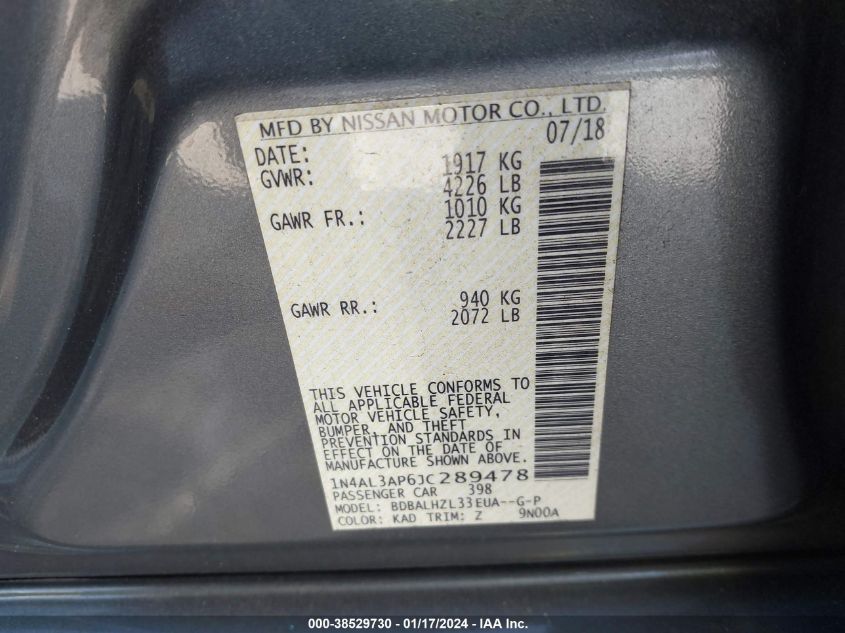 MFD BY NISSAN MOTOR CO., LTD.
DATE: 07/18
GVWR: 1917 KG
4226 LB
GAWR FR.: 1010 KG
2227 LB
GAWR RR.: 940 KG
2072 LB
THIS VEHICLE CONFORMS TO
ALL APPLICABLE FEDERAL
MOTOR VEHICLE SAFETY,
BUMPER, AND THEFT
PREVENTION STANDARDS IN
EFFECT ON THE DATE OF
MANUFACTURE SHOWN ABOVE.
1N4AL3AP6JC289478
PASSENGER CAR 398
MODEL: BDBALHZL33EUA--G-P
COLOR: KAD TRIM: Z 9N00A
000-38529730 - 01/17/2024 - IAA Inc.